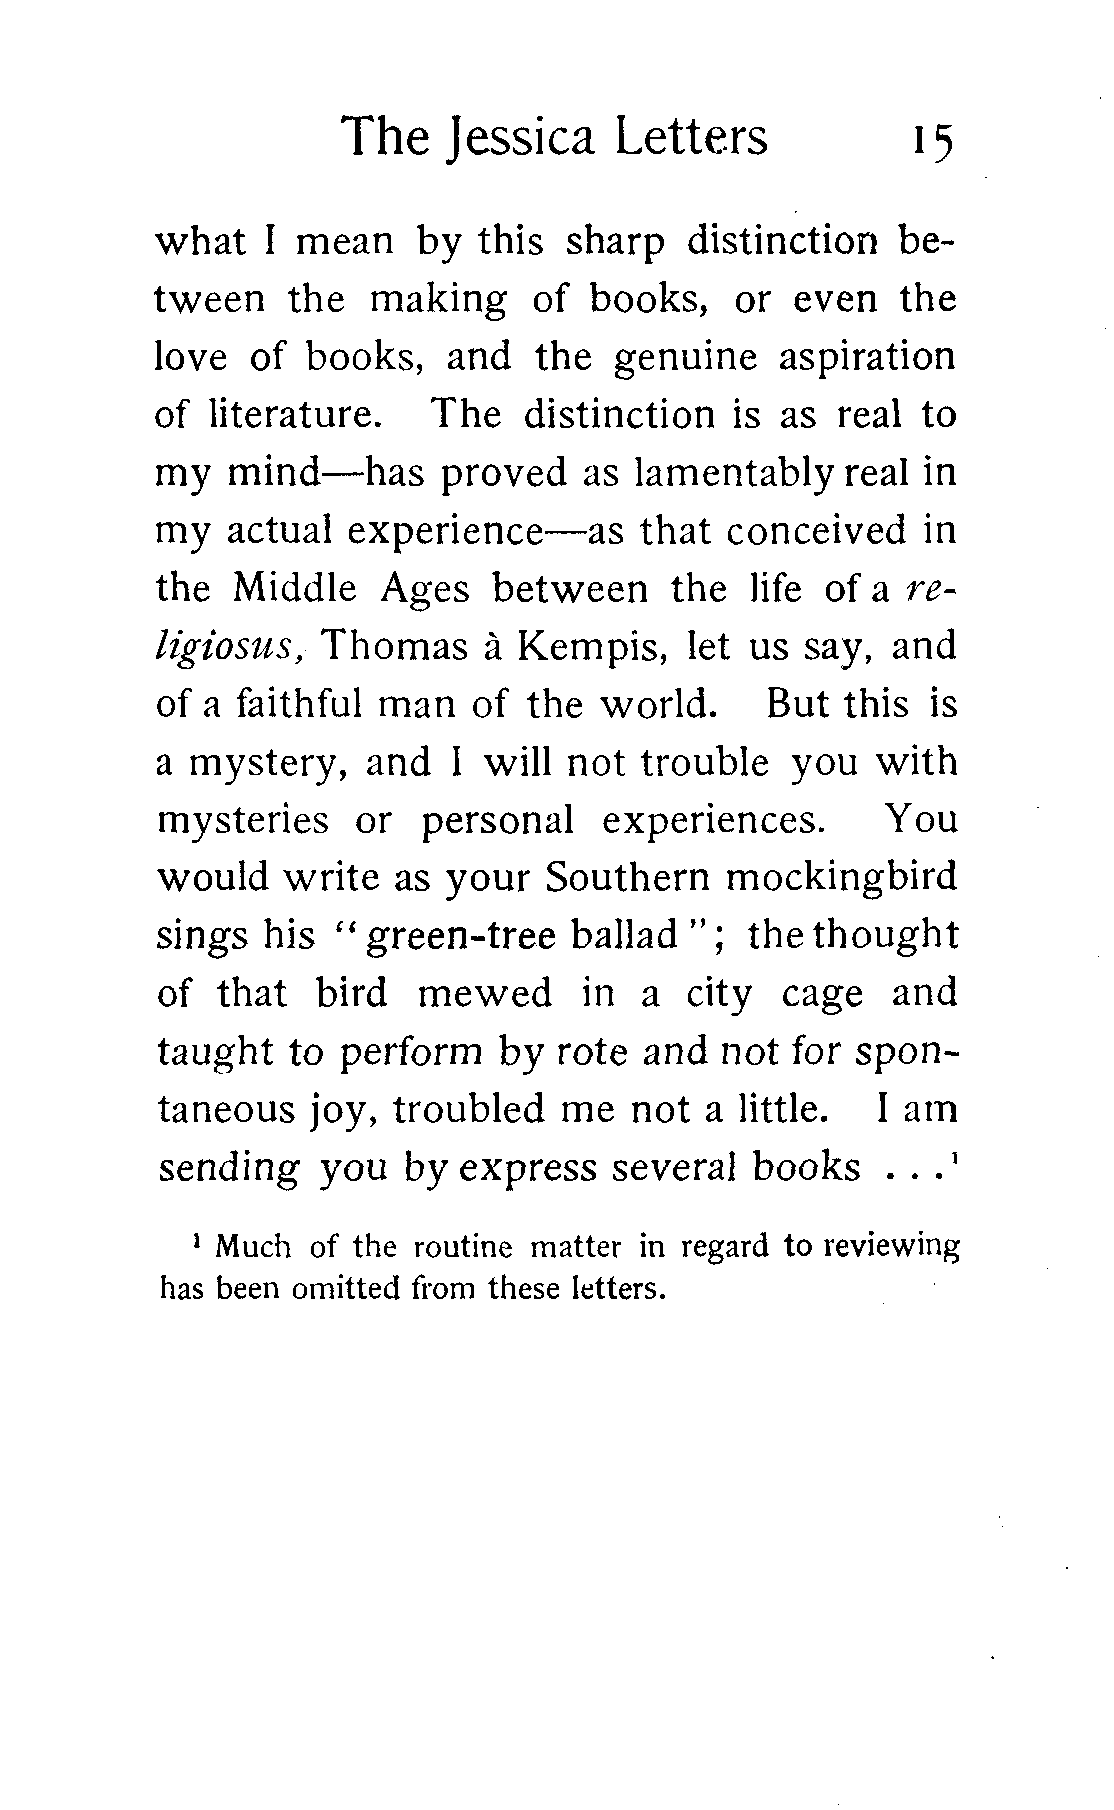 The Jessica Letters 15
what I mean by this sharp distinction be-
tween the making of books, or even the
love of books, and the genuine aspiration
of literature. The distinction is as real to
my mind—has proved as lamentably real in
my actual experience—as that conceived in
the Middle Ages between the life of a re-
ligiosus, Thomas à Kempis, let us say, and
of a faithful man of the world. But this is
a mystery, and I will not trouble you with
mysteries or personal experiences. You
would write as your Southern mockingbird
sings his “ green-tree ballad ” ; the thought
of that bird mewed in a city cage and
taught to perform by rote and not for spon-
taneous joy, troubled me not a little. I am
sending you by express several books . . .¹
¹ Much of the routine matter in regard to reviewing
has been omitted from these letters.